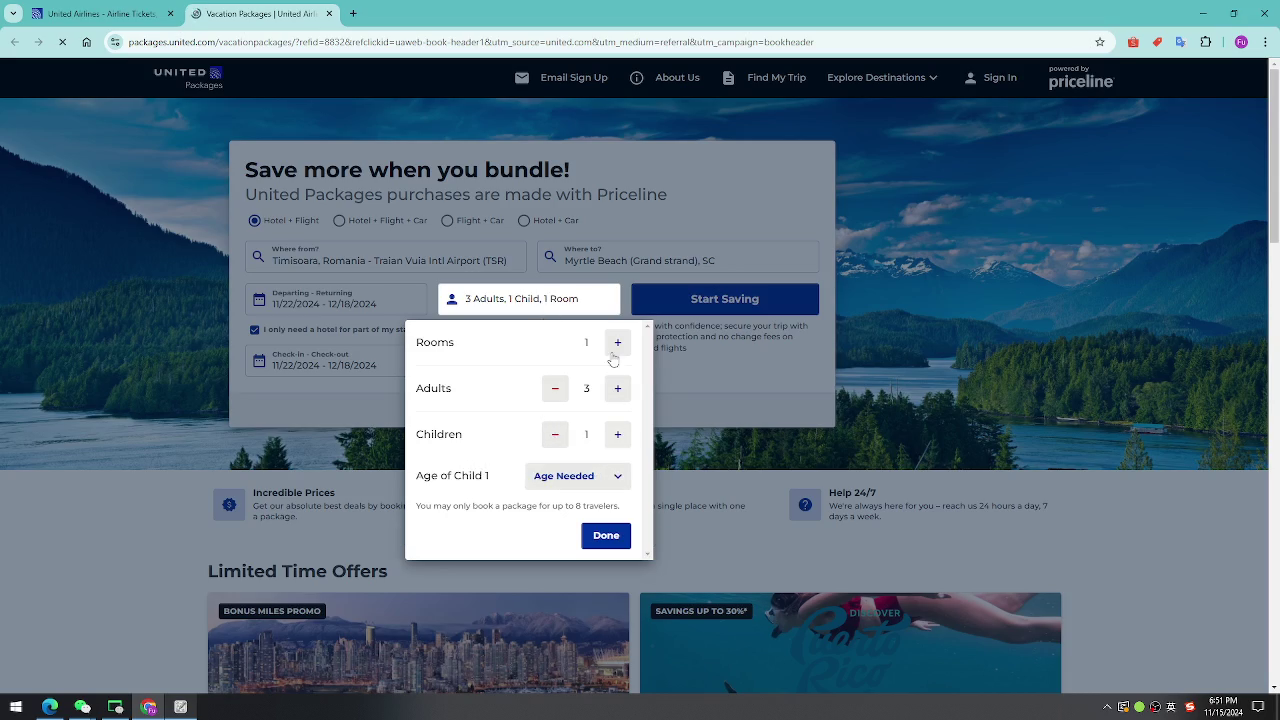 United Airlines - Airline Tickets,
Vacation Packages | United Airl
packages.united.com/vacationPackages/?refid=8832&refclickid=uaweb-book-header1&utm_source=united.com&utm_medium=referral&utm_campaign=bookheader
UNITED
Packages
Email Sign Up
About Us
Find My Trip
Explore Destinations
Sign In
powered by
priceline
Save more when you bundle!
United Packages purchases are made with Priceline
Hotel + Flight
Hotel + Flight + Car
Flight + Car
Hotel + Car
Where from?
Timisoara, Romania - Traian Vuia Intl Airport (TSR)
Where to?
Myrtle Beach (Grand strand), SC
Departing - Returning
11/22/2024 - 12/18/2024
3 Adults, 1 Child, 1 Room
Start Saving
I only need a hotel for part of my sta
with confidence; secure your trip with
protection and no change fees on
d flights
Check-in - Check-out
11/22/2024 - 12/18/2024
Rooms
1
+
Adults
−
3
+
Children
−
1
+
Age of Child 1
Age Needed
You may only book a package for up to 8 travelers.
Done
Incredible Prices
Get our absolute best deals by bookin
a package.
single place with one
Help 24/7
We're always here for you – reach us 24 hours a day, 7
days a week.
Limited Time Offers
BONUS MILES PROMO
SAVINGS UP TO 30%*
DISCOVER
Puerto
Rico
6:51 PM
11/15/2024